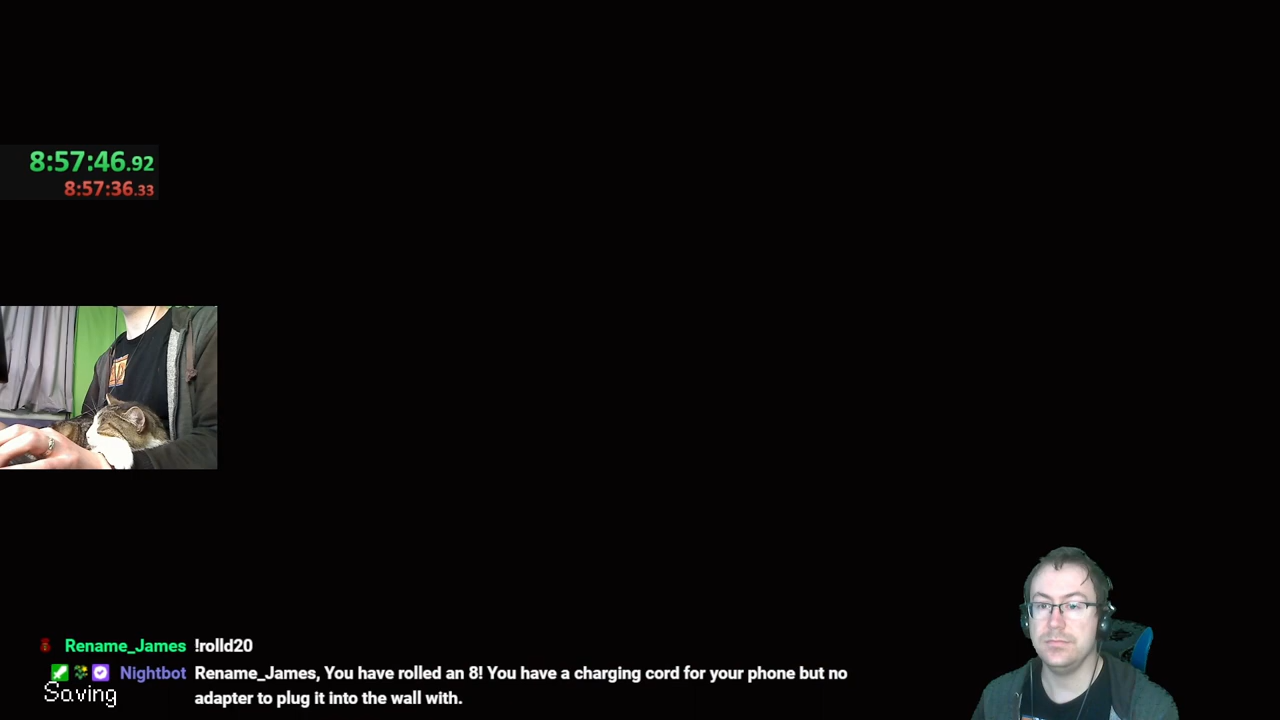 8:57:46.92
8:57:36.33
Rename_James !rolld20
Nightbot Rename_James, You have rolled an 8! You have a charging cord for your phone but no
adapter to plug it into the wall with.
Saving